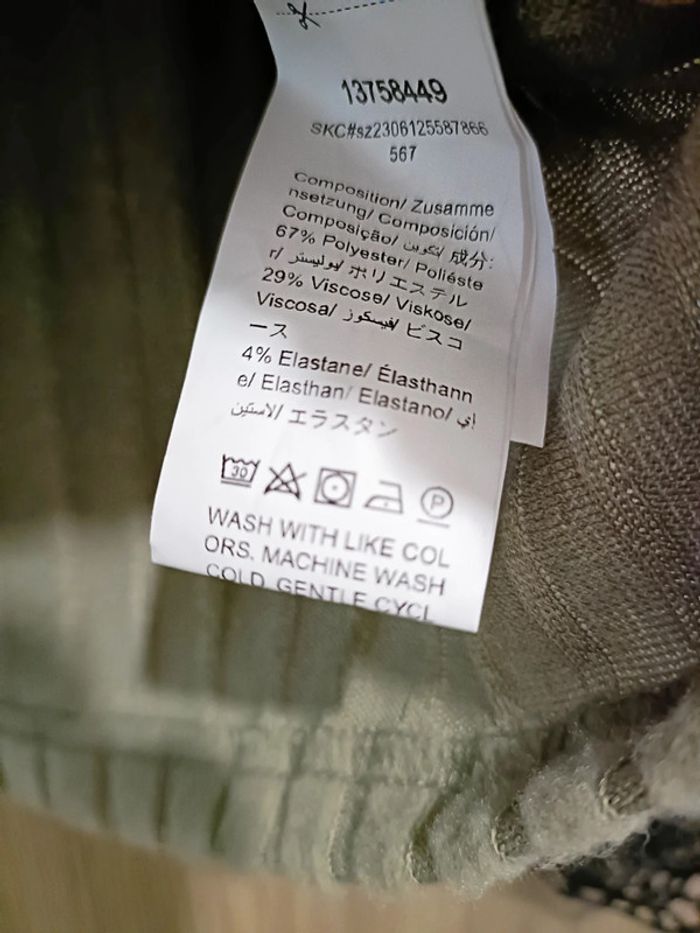 13758449
SKC#sz2306125587866
567
Composition/ Zusamme
nsetzung/ Composición/
Composição/ تكوين/ 成分:
67% Polyester/ Poliéste
r/ بوليستر/ ポリエステル
29% Viscose/ Viskose/
Viscosa/ فيسكوز/ ビスコ
ース
4% Elastane/ Élasthann
e/ Elasthan/ Elastano/ إي
لاستين/ エラスタン
30
P
WASH WITH LIKE COL
ORS. MACHINE WASH
COLD. GENTLE CYCL